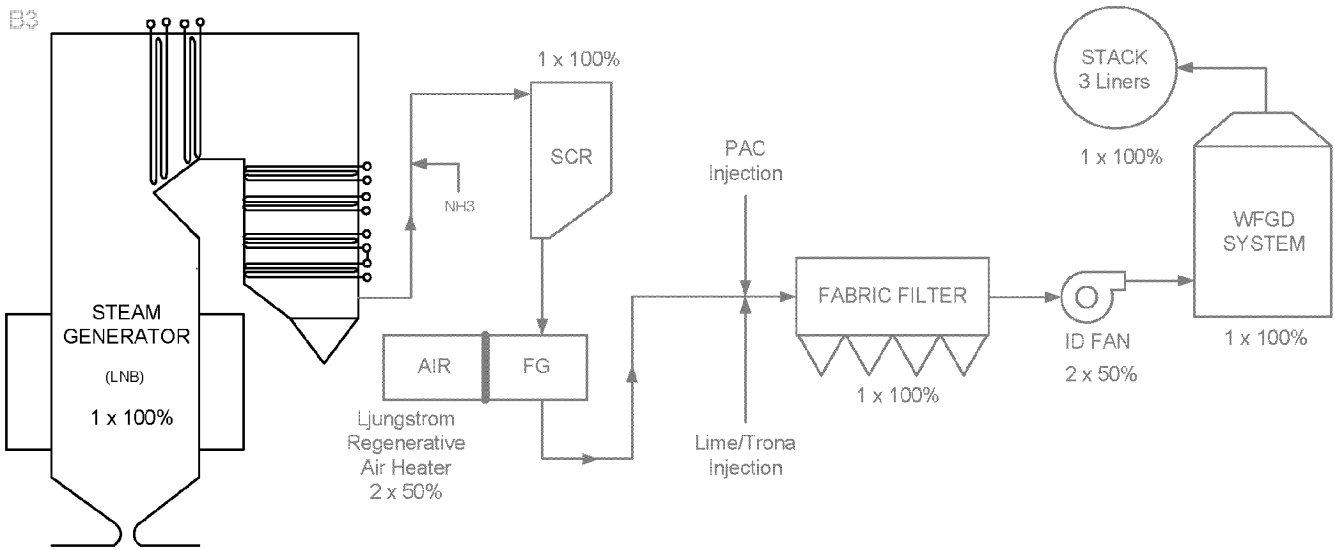 B3
STEAM
GENERATOR
(LNB)
1 x 100%
NH3
1 x 100%
SCR
AIR
FG
Ljungstrom
Regenerative
Air Heater
2 x 50%
PAC
Injection
Lime/Trona
Injection
FABRIC FILTER
1 x 100%
ID FAN
2 x 50%
WFGD
SYSTEM
1 x 100%
STACK
3 Liners
1 x 100%